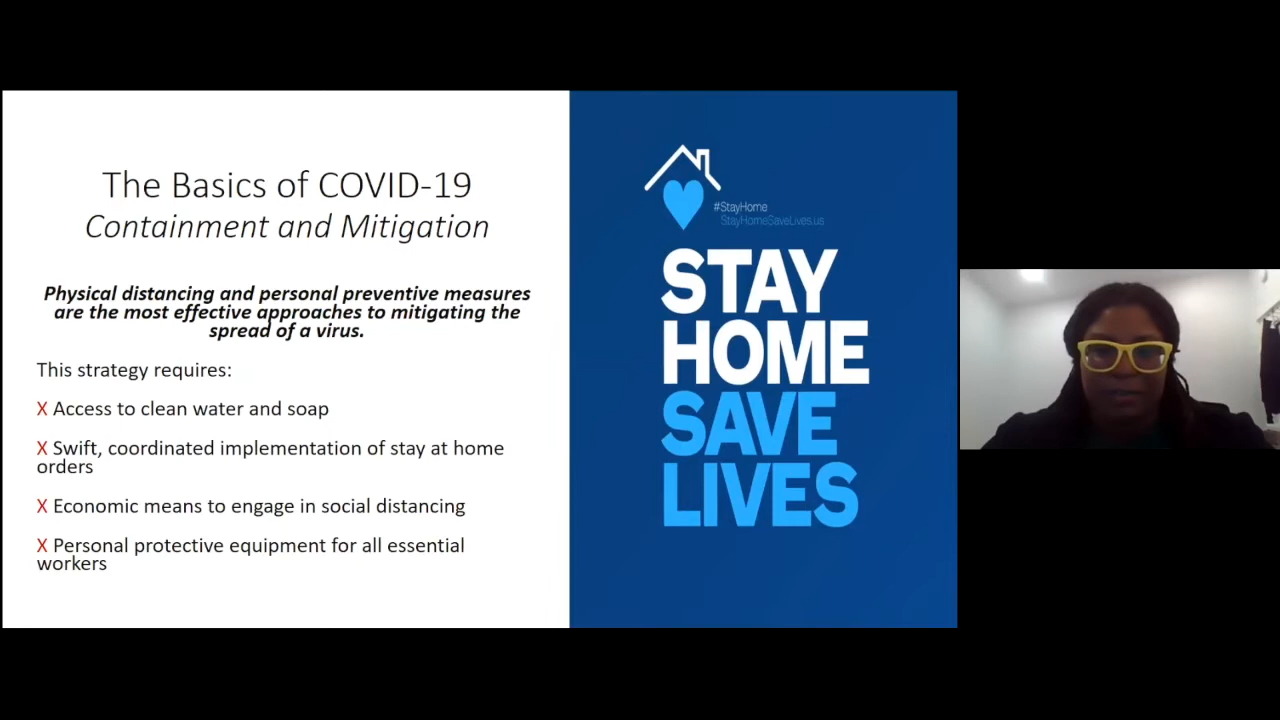 The Basics of COVID-19
Containment and Mitigation
Physical distancing and personal preventive measures
are the most effective approaches to mitigating the
spread of a virus.
This strategy requires:
X Access to clean water and soap
X Swift, coordinated implementation of stay at home
orders
X Economic means to engage in social distancing
X Personal protective equipment for all essential
workers
#StayHome
StayHomeSaveLives.us
STAY
HOME
SAVE
LIVES